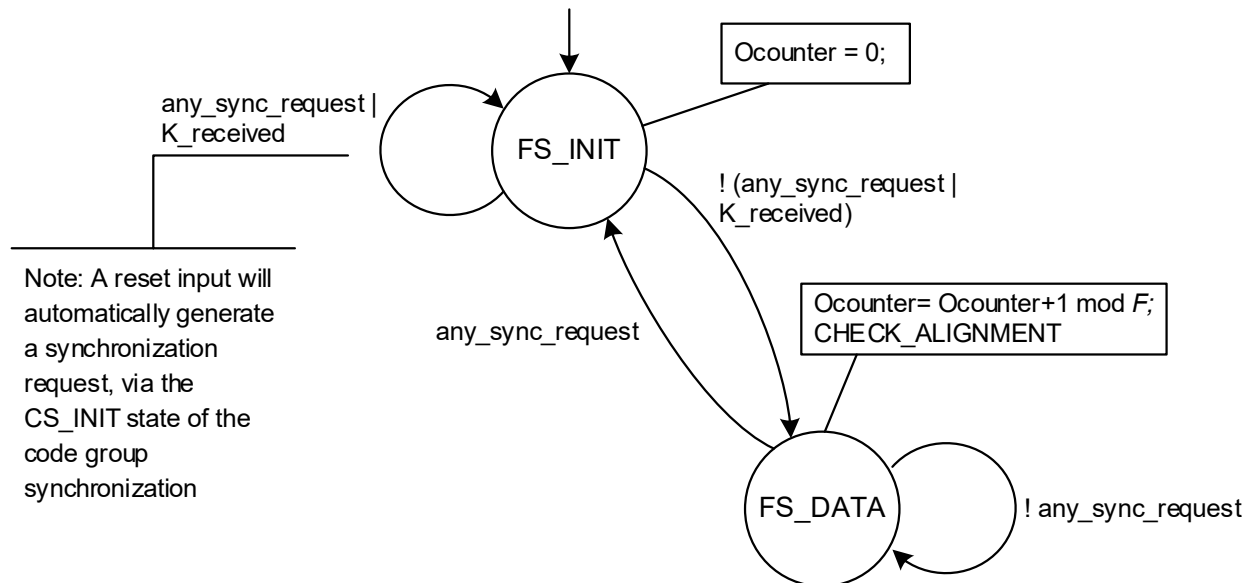 Ocounter = 0;
any_sync_request |
K_received
FS_INIT
! (any_sync_request |
K_received)
Note: A reset input will
automatically generate
a synchronization
request, via the
CS_INIT state of the
code group
synchronization
any_sync_request
Ocounter= Ocounter+1 mod F;
CHECK_ALIGNMENT
FS_DATA
! any_sync_request